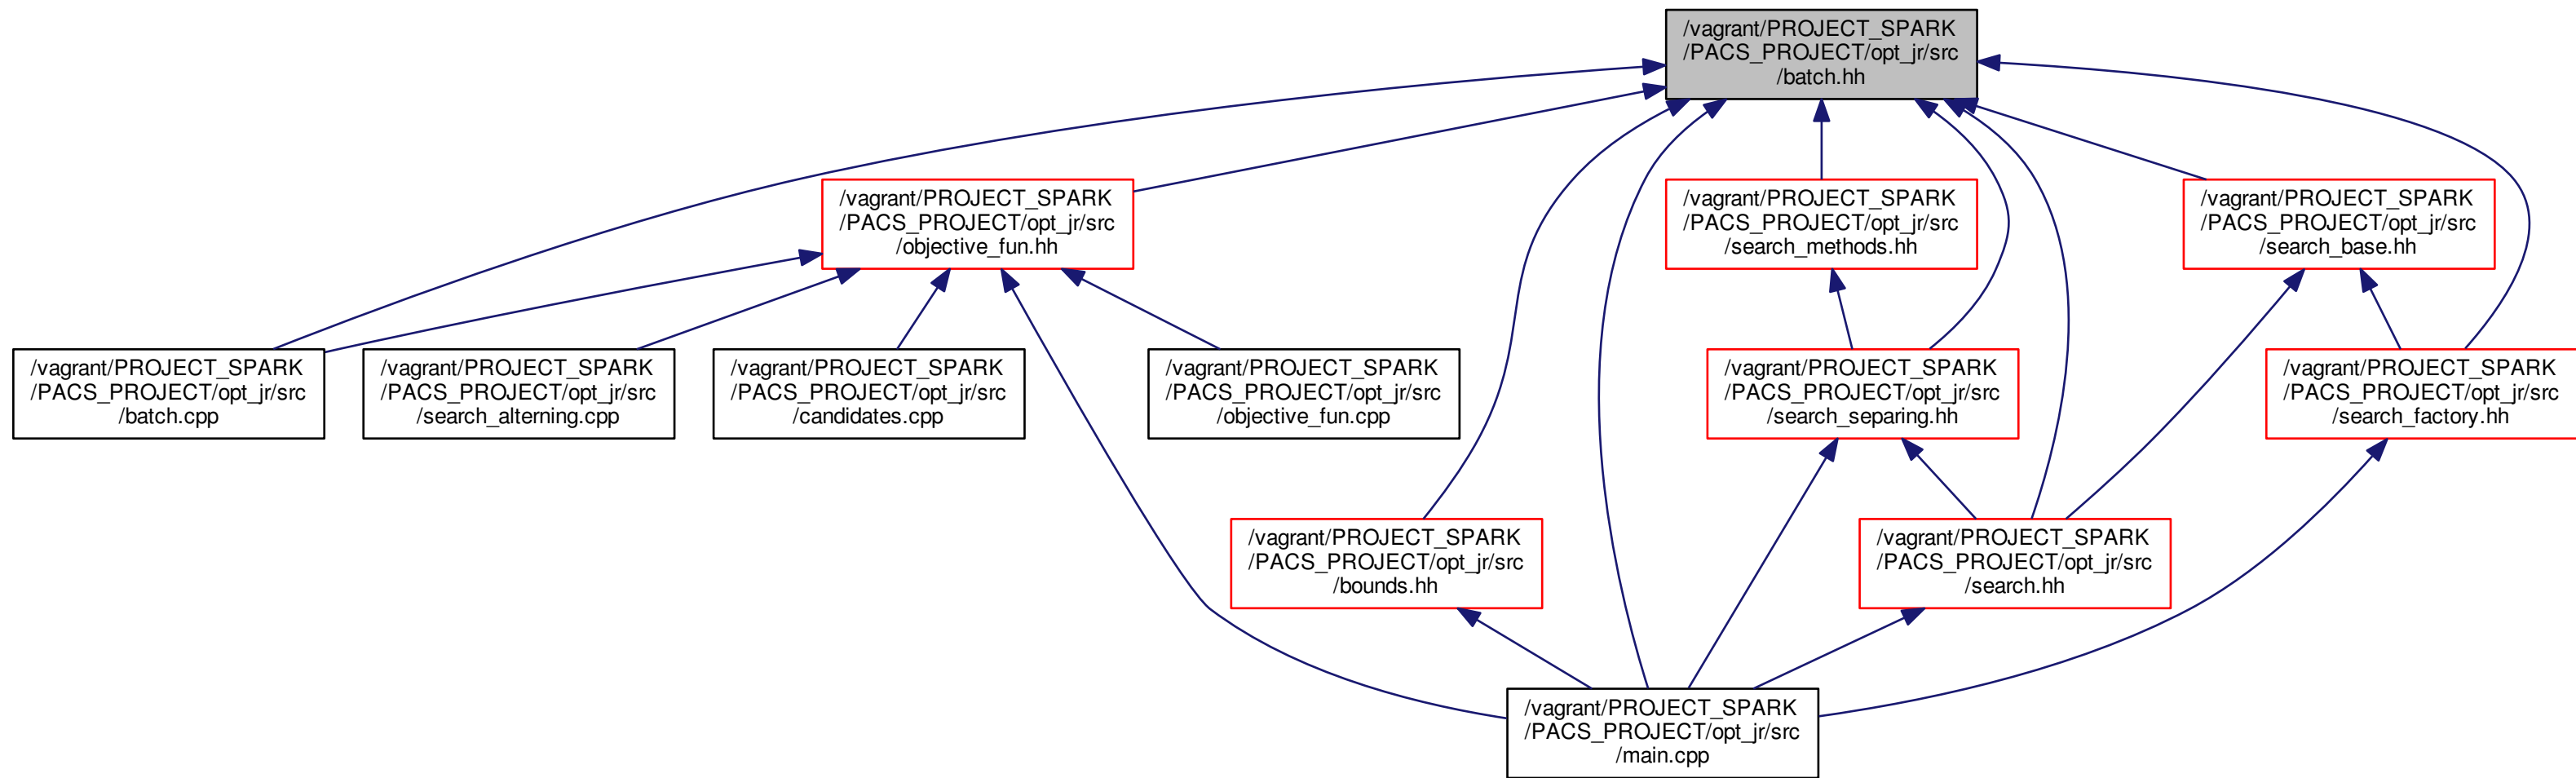 /vagrant/PROJECT_SPARK
/PACS_PROJECT/opt_jr/src
/batch.hh
/vagrant/PROJECT_SPARK
/PACS_PROJECT/opt_jr/src
/objective_fun.hh
/vagrant/PROJECT_SPARK
/PACS_PROJECT/opt_jr/src
/search_methods.hh
/vagrant/PROJECT_SPARK
/PACS_PROJECT/opt_jr/src
/search_base.hh
/vagrant/PROJECT_SPARK
/PACS_PROJECT/opt_jr/src
/batch.cpp
/vagrant/PROJECT_SPARK
/PACS_PROJECT/opt_jr/src
/search_alterning.cpp
/vagrant/PROJECT_SPARK
/PACS_PROJECT/opt_jr/src
/candidates.cpp
/vagrant/PROJECT_SPARK
/PACS_PROJECT/opt_jr/src
/objective_fun.cpp
/vagrant/PROJECT_SPARK
/PACS_PROJECT/opt_jr/src
/search_separing.hh
/vagrant/PROJECT_SPARK
/PACS_PROJECT/opt_jr/src
/search_factory.hh
/vagrant/PROJECT_SPARK
/PACS_PROJECT/opt_jr/src
/bounds.hh
/vagrant/PROJECT_SPARK
/PACS_PROJECT/opt_jr/src
/search.hh
/vagrant/PROJECT_SPARK
/PACS_PROJECT/opt_jr/src
/main.cpp